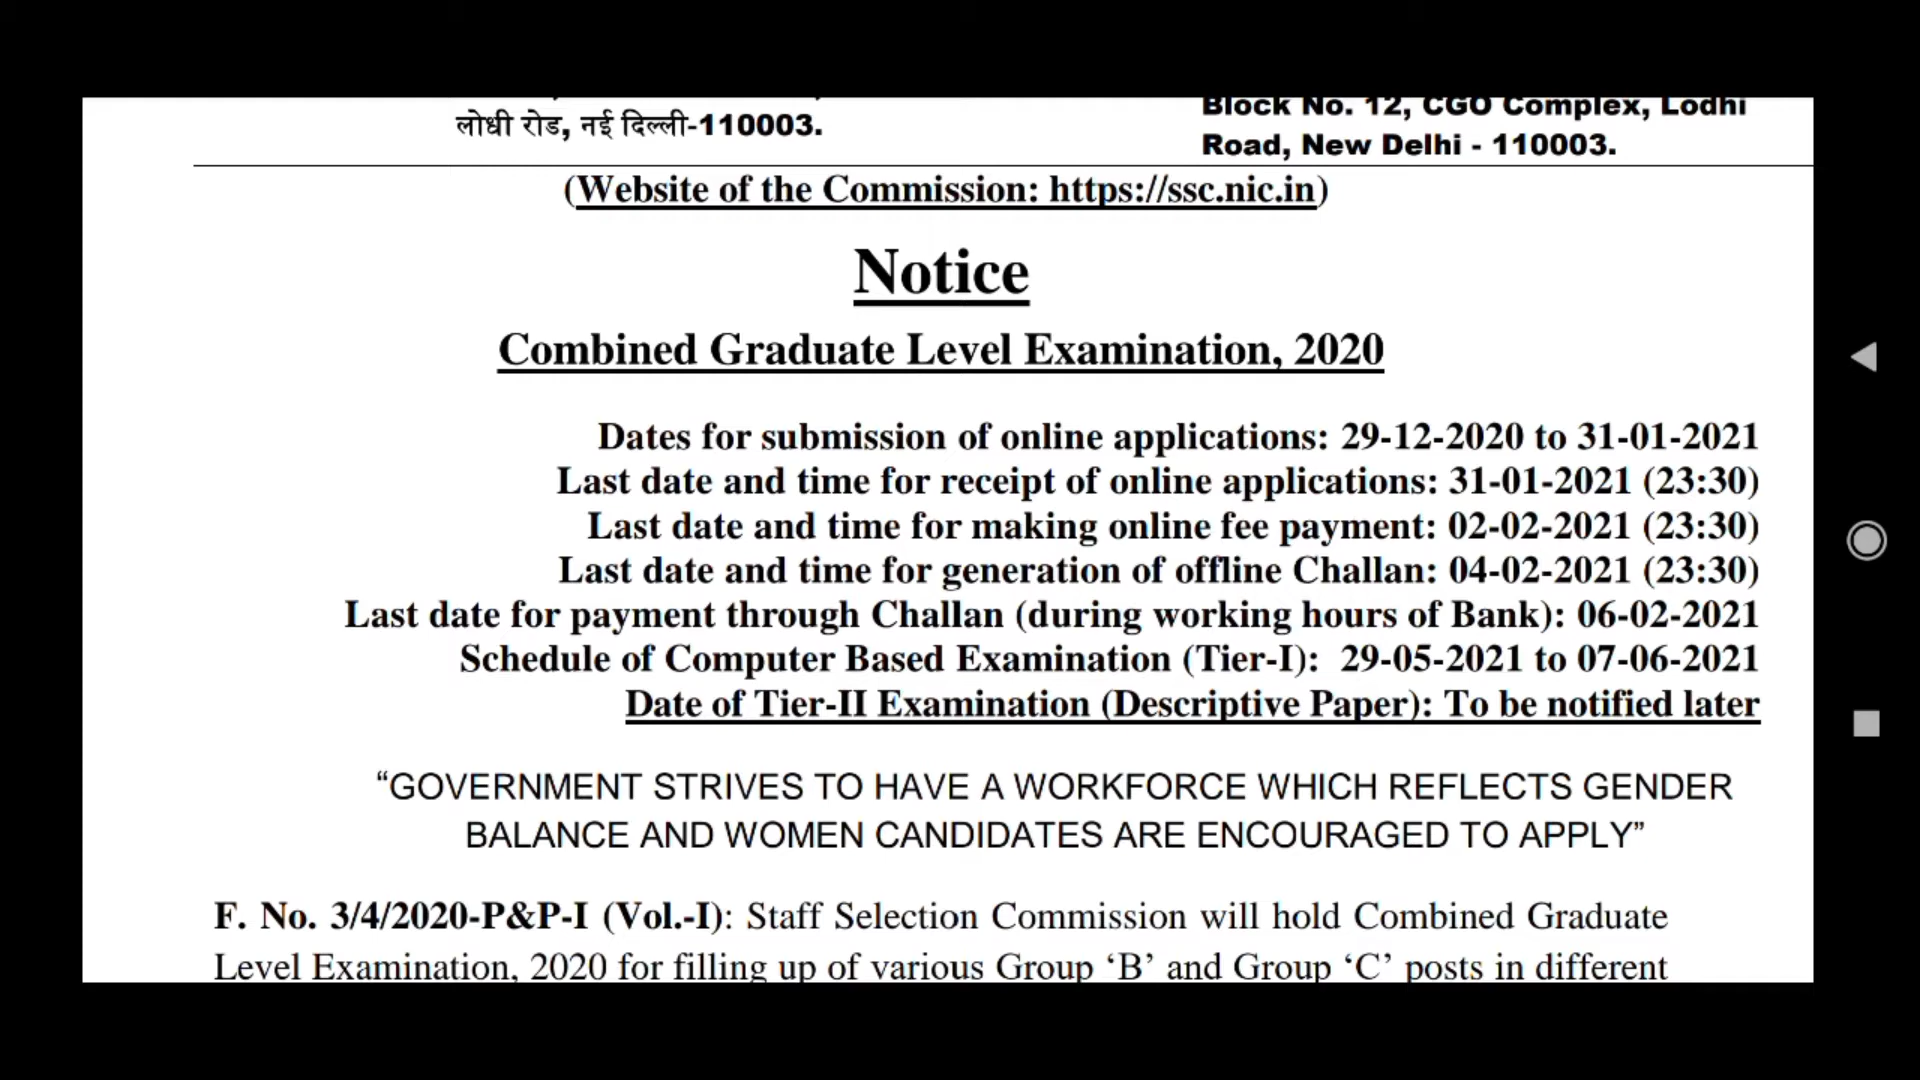 लोधी रोड, नई दिल्ली-110003.
Block No. 12, CGO Complex, Lodhi
Road, New Delhi - 110003.
(Website of the Commission: https://ssc.nic.in)
Notice
Combined Graduate Level Examination, 2020
Dates for submission of online applications: 29-12-2020 to 31-01-2021
Last date and time for receipt of online applications: 31-01-2021 (23:30)
Last date and time for making online fee payment: 02-02-2021 (23:30)
Last date and time for generation of offline Challan: 04-02-2021 (23:30)
Last date for payment through Challan (during working hours of Bank): 06-02-2021
Schedule of Computer Based Examination (Tier-I): 29-05-2021 to 07-06-2021
Date of Tier-II Examination (Descriptive Paper): To be notified later
“GOVERNMENT STRIVES TO HAVE A WORKFORCE WHICH REFLECTS GENDER
BALANCE AND WOMEN CANDIDATES ARE ENCOURAGED TO APPLY”
F. No. 3/4/2020-P&P-I (Vol.-I): Staff Selection Commission will hold Combined Graduate
Level Examination, 2020 for filling up of various Group ‘B’ and Group ‘C’ posts in different